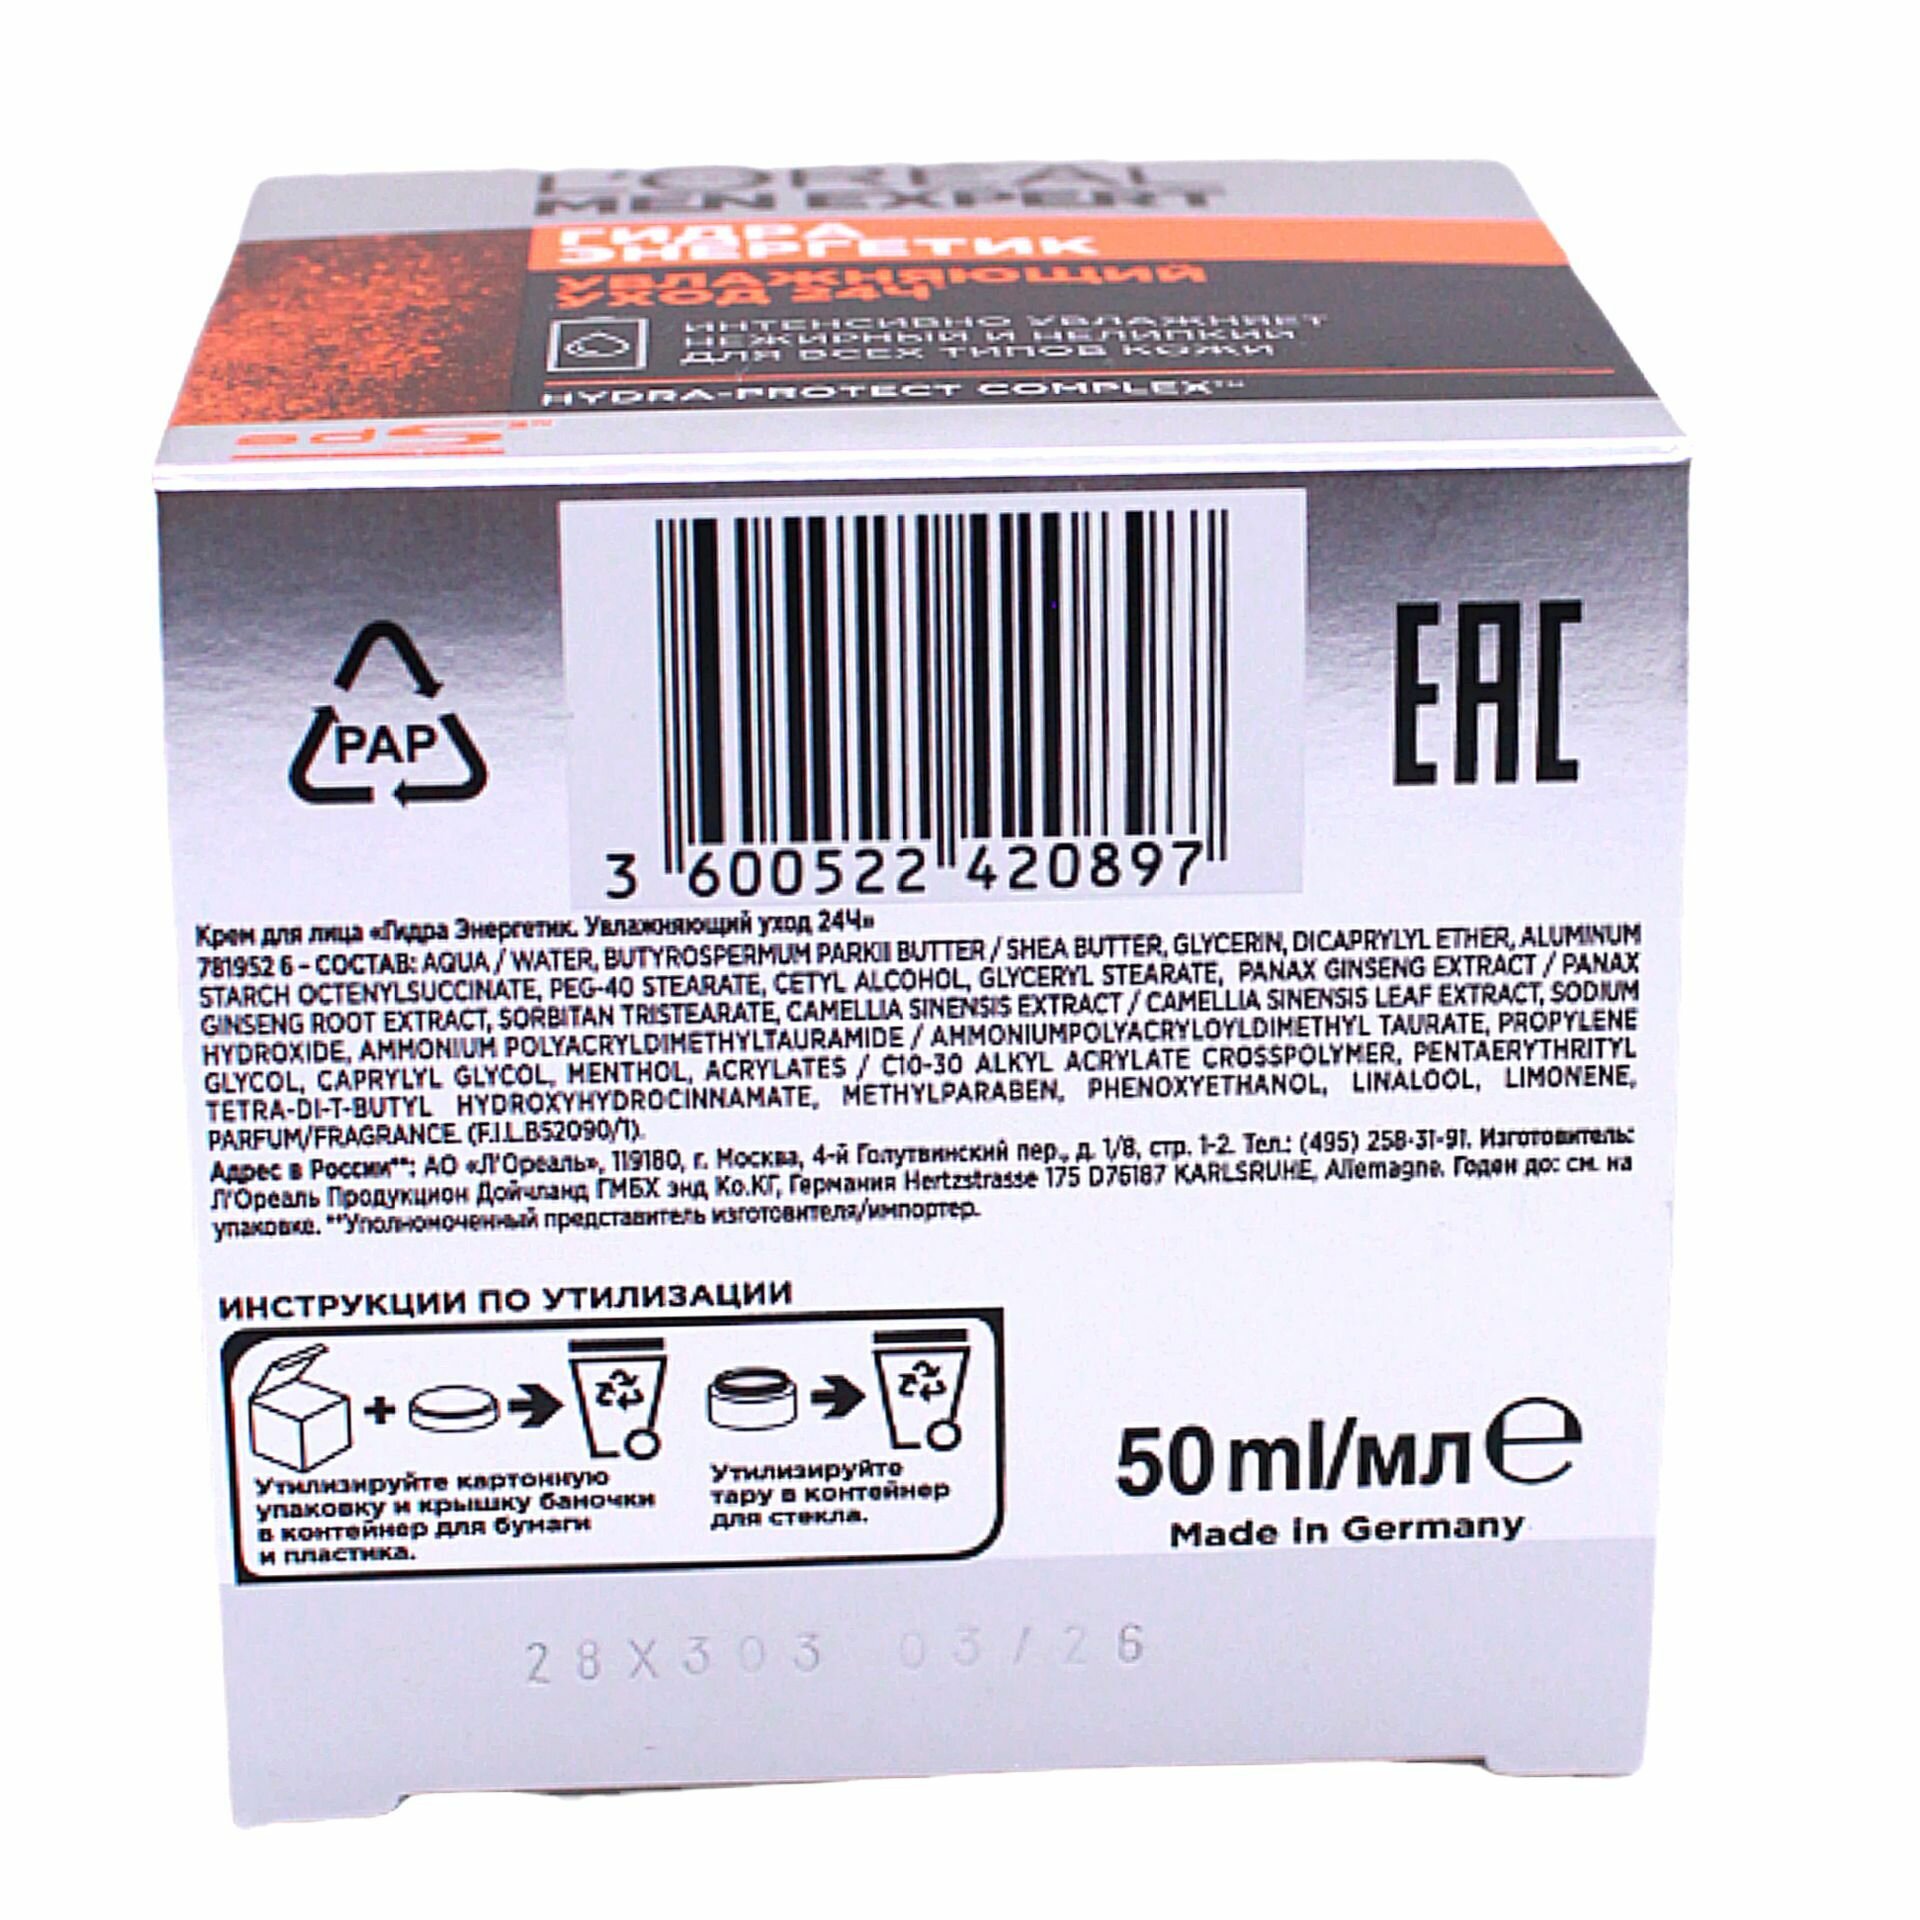 L'ORÉAL
MEN EXPERT
ГИДРА
ЭНЕРГЕТИК
УВЛАЖНЯЮЩИЙ
УХОД 24Ч
ИНТЕНСИВНО УВЛАЖНЯЕТ
НЕЖИРНЫЙ И НЕЛИПКИЙ
ДЛЯ ВСЕХ ТИПОВ КОЖИ
HYDRA-PROTECT COMPLEX™
PAP
EAC
3 600522 420897
Крем для лица «Гидра Энергетик. Увлажняющий уход 24Ч»
781952 6 – СОСТАВ: AQUA / WATER, BUTYROSPERMUM PARKII BUTTER / SHEA BUTTER, GLYCERIN, DICAPRYLYL ETHER, ALUMINUM
STARCH OCTENYLSUCCINATE, PEG-40 STEARATE, CETYL ALCOHOL, GLYCERYL STEARATE, PANAX GINSENG EXTRACT / PANAX
GINSENG ROOT EXTRACT, SORBITAN TRISTEARATE, CAMELLIA SINENSIS EXTRACT / CAMELLIA SINENSIS LEAF EXTRACT, SODIUM
HYDROXIDE, AMMONIUM POLYACRYLDIMETHYLTAURAMIDE / AMMONIUMPOLYACRYLOYLDIMETHYL TAURATE, PROPYLENE
GLYCOL, CAPRYLYL GLYCOL, MENTHOL, ACRYLATES / C10-30 ALKYL ACRYLATE CROSSPOLYMER, PENTAERYTHRITYL
TETRA-DI-T-BUTYL HYDROXYHYDROCINNAMATE, METHYLPARABEN, PHENOXYETHANOL, LINALOOL, LIMONENE,
PARFUM/FRAGRANCE. (F.I.L.B52090/1).
Адрес в России**: АО «Л'Ореаль», 119180, г. Москва, 4-й Голутвинский пер., д. 1/8, стр. 1-2. Тел.: (495) 258-31-91. Изготовитель:
Л'Ореаль Продукцион Дойчланд ГМБХ энд Ко.КГ, Германия Hertzstrasse 175 D76187 KARLSRUHE, Allemagne. Годен до: см. на
упаковке. **Уполномоченный представитель изготовителя/импортер.
ИНСТРУКЦИИ ПО УТИЛИЗАЦИИ
Утилизируйте картонную
упаковку и крышку баночки
в контейнер для бумаги
и пластика.
Утилизируйте
тару в контейнер
для стекла.
50 ml/мл e
Made in Germany
28X303 03/26